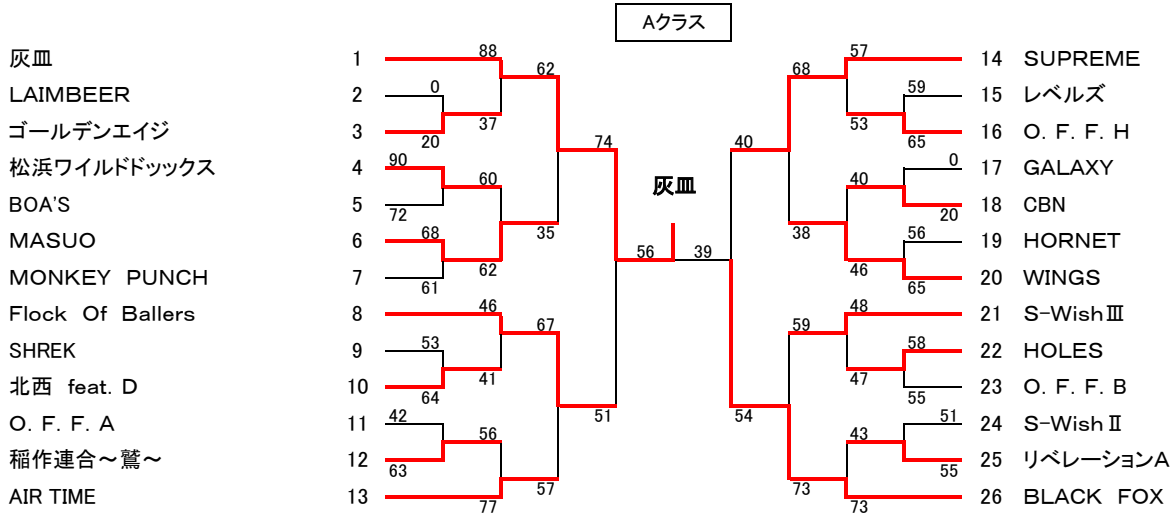 Aクラス
灰皿 1 88 62 68 57 14 SUPREME
LAIMBEER 2 0 59 15 レベルズ
ゴールデンエイジ 3 20 37 53 65 16 O. F. F. H
松浜ワイルドドックス 4 90 74 40 0 17 GALAXY
BOA'S 5 72 60 灰皿 40 20 18 CBN
MASUO 6 68 35 38 56 19 HORNET
MONKEY PUNCH 7 61 62 56 39 46 65 20 WINGS
Flock Of Ballers 8 46 67 59 48 21 S-WishⅢ
SHREK 9 53 58 22 HOLES
北西 feat. D 10 64 41 47 55 23 O. F. F. B
O. F. F. A 11 42 51 54 51 24 S-WishⅡ
稲作連合～鷲～ 12 63 56 43 55 25 リベレーションA
AIR TIME 13 77 57 73 73 26 BLACK FOX